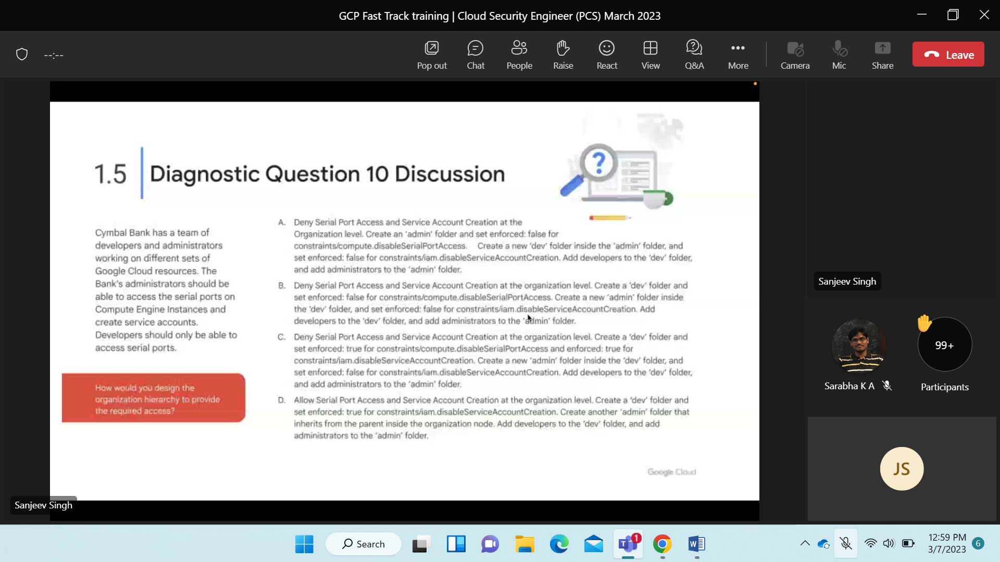 GCP Fast Track training | Cloud Security Engineer (PCS) March 2023
--:--
Pop out
Chat
People
Raise
React
View
Q&A
More
Camera
Mic
Share
Leave
1.5
Diagnostic Question 10 Discussion
Cymbal Bank has a team of
developers and administrators
working on different sets of
Google Cloud resources. The
Bank's administrators should be
able to access the serial ports on
Compute Engine Instances and
create service accounts.
Developers should only be able to
access serial ports.
How would you design the
organization hierarchy to provide
the required access?
A. Deny Serial Port Access and Service Account Creation at the
Organization level. Create an 'admin' folder and set enforced: false for
constraints/compute.disableSerialPortAccess. Create a new 'dev' folder inside the 'admin' folder, and
set enforced: false for constraints/iam.disableServiceAccountCreation. Add developers to the 'dev' folder,
and add administrators to the 'admin' folder.
B. Deny Serial Port Access and Service Account Creation at the organization level. Create a 'dev' folder and
set enforced: false for constraints/compute.disableSerialPortAccess. Create a new 'admin' folder inside
the 'dev' folder, and set enforced: false for constraints/iam.disableServiceAccountCreation. Add
developers to the 'dev' folder, and add administrators to the 'admin' folder.
C. Deny Serial Port Access and Service Account Creation at the organization level. Create a 'dev' folder and
set enforced: true for constraints/compute.disableSerialPortAccess and enforced: true for
constraints/iam.disableServiceAccountCreation. Create a new 'admin' folder inside the 'dev' folder, and
set enforced: false for constraints/iam.disableServiceAccountCreation. Add developers to the 'dev' folder,
and add administrators to the 'admin' folder.
D. Allow Serial Port Access and Service Account Creation at the organization level. Create a 'dev' folder and
set enforced: true for constraints/iam.disableServiceAccountCreation. Create another 'admin' folder that
inherits from the parent inside the organization node. Add developers to the 'dev' folder, and add
administrators to the 'admin' folder.
Google Cloud
Sanjeev Singh
Sanjeev Singh
99+
Sarabha K A
Participants
JS
Search
1
12:59 PM
3/7/2023
6